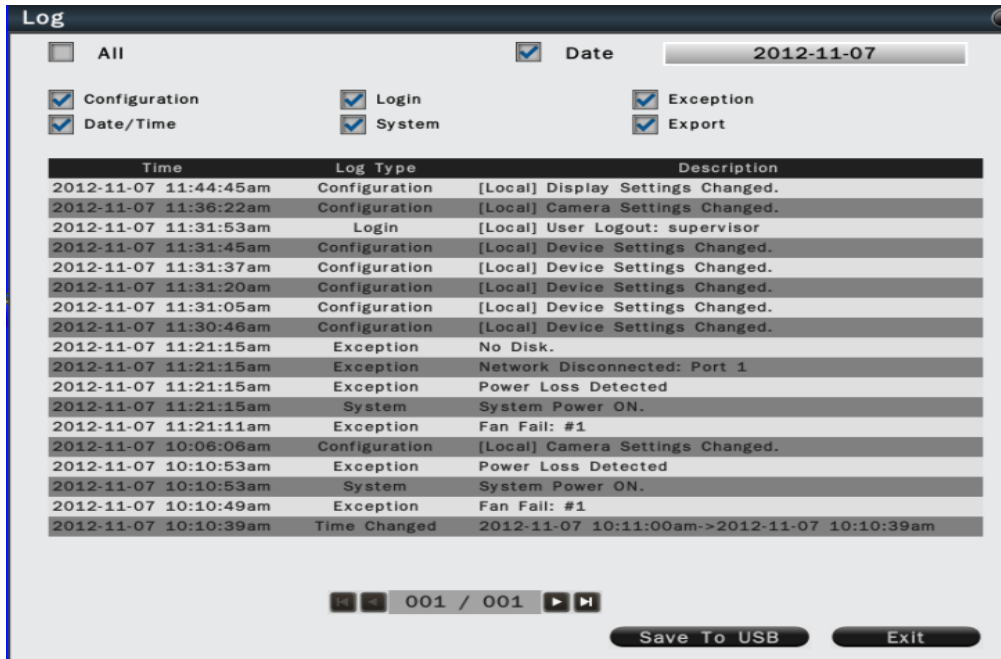 Log
All Date 2012-11-07
Configuration Login Exception
Date/Time System Export
Time Log Type Description
2012-11-07 11:44:45am Configuration [Local] Display Settings Changed.
2012-11-07 11:36:22am Configuration [Local] Camera Settings Changed.
2012-11-07 11:31:53am Login [Local] User Logout: supervisor
2012-11-07 11:31:45am Configuration [Local] Device Settings Changed.
2012-11-07 11:31:37am Configuration [Local] Device Settings Changed.
2012-11-07 11:31:20am Configuration [Local] Device Settings Changed.
2012-11-07 11:31:05am Configuration [Local] Device Settings Changed.
2012-11-07 11:30:46am Configuration [Local] Device Settings Changed.
2012-11-07 11:21:15am Exception No Disk.
2012-11-07 11:21:15am Exception Network Disconnected: Port 1
2012-11-07 11:21:15am Exception Power Loss Detected
2012-11-07 11:21:15am System System Power ON.
2012-11-07 11:21:11am Exception Fan Fail: #1
2012-11-07 10:06:06am Configuration [Local] Camera Settings Changed.
2012-11-07 10:10:53am Exception Power Loss Detected
2012-11-07 10:10:53am System System Power ON.
2012-11-07 10:10:49am Exception Fan Fail: #1
2012-11-07 10:10:39am Time Changed 2012-11-07 10:11:00am->2012-11-07 10:10:39am
001 / 001
Save To USB Exit